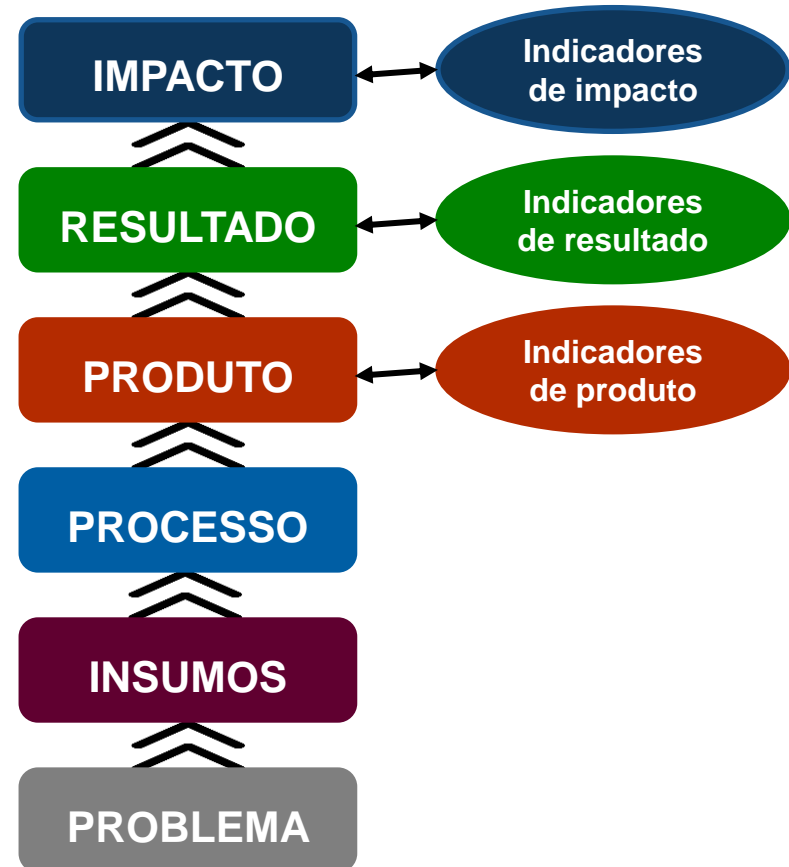 IMPACTO
Indicadores
de impacto
RESULTADO
Indicadores
de resultado
PRODUTO
Indicadores
de produto
PROCESSO
INSUMOS
PROBLEMA